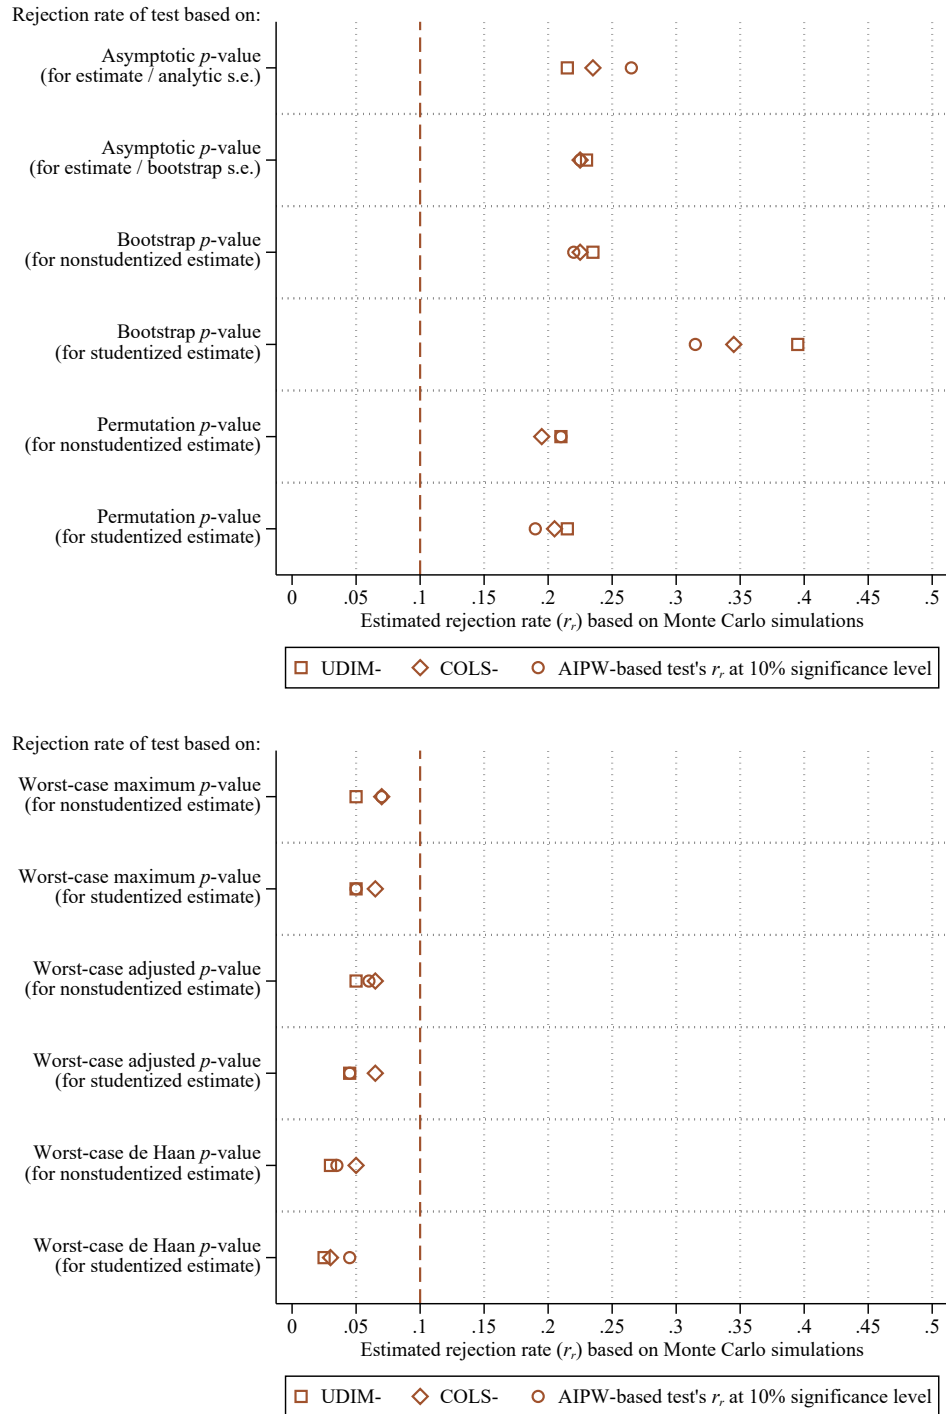 Rejection rate of test based on:
Asymptotic p-value
(for estimate / analytic s.e.)
Asymptotic p-value
(for estimate / bootstrap s.e.)
Bootstrap p-value
(for nonstudentized estimate)
Bootstrap p-value
(for studentized estimate)
Permutation p-value
(for nonstudentized estimate)
Permutation p-value
(for studentized estimate)
0 .05 .1 .15 .2 .25 .3 .35 .4 .45 .5
Estimated rejection rate (rᵣ) based on Monte Carlo simulations
UDIM- COLS- AIPW-based test's rᵣ at 10% significance level
Rejection rate of test based on:
Worst-case maximum p-value
(for nonstudentized estimate)
Worst-case maximum p-value
(for studentized estimate)
Worst-case adjusted p-value
(for nonstudentized estimate)
Worst-case adjusted p-value
(for studentized estimate)
Worst-case de Haan p-value
(for nonstudentized estimate)
Worst-case de Haan p-value
(for studentized estimate)
0 .05 .1 .15 .2 .25 .3 .35 .4 .45 .5
Estimated rejection rate (rᵣ) based on Monte Carlo simulations
UDIM- COLS- AIPW-based test's rᵣ at 10% significance level